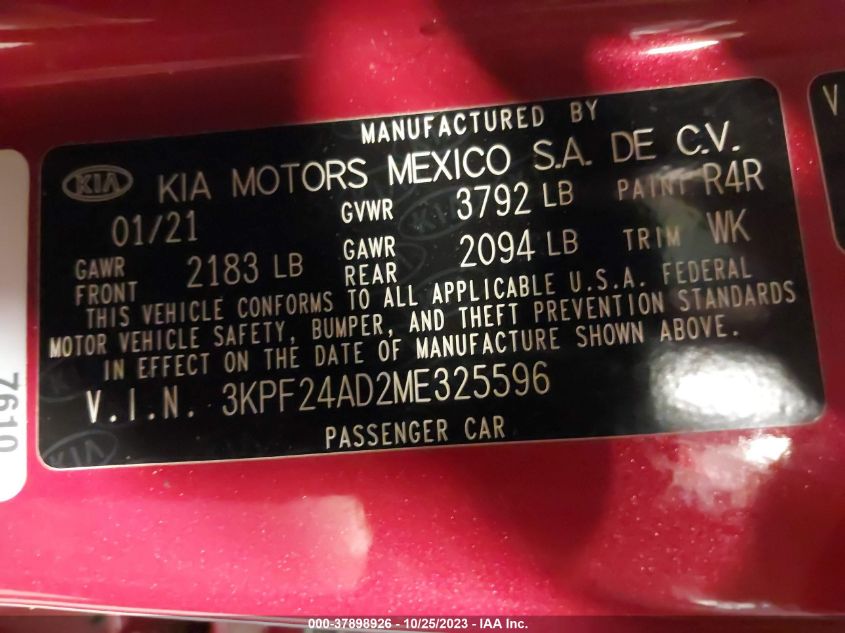 MANUFACTURED BY
KIA KIA MOTORS MEXICO S.A. DE C.V.
01/21 GVWR 3792 LB PAINT R4R
GAWR FRONT 2183 LB GAWR REAR 2094 LB TRIM WK
THIS VEHICLE CONFORMS TO ALL APPLICABLE U.S.A. FEDERAL
MOTOR VEHICLE SAFETY, BUMPER, AND THEFT PREVENTION STANDARDS
IN EFFECT ON THE DATE OF MANUFACTURE SHOWN ABOVE.
V.I.N. 3KPF24AD2ME325596
PASSENGER CAR
7610
V
000-37898926 - 10/25/2023 - IAA Inc.